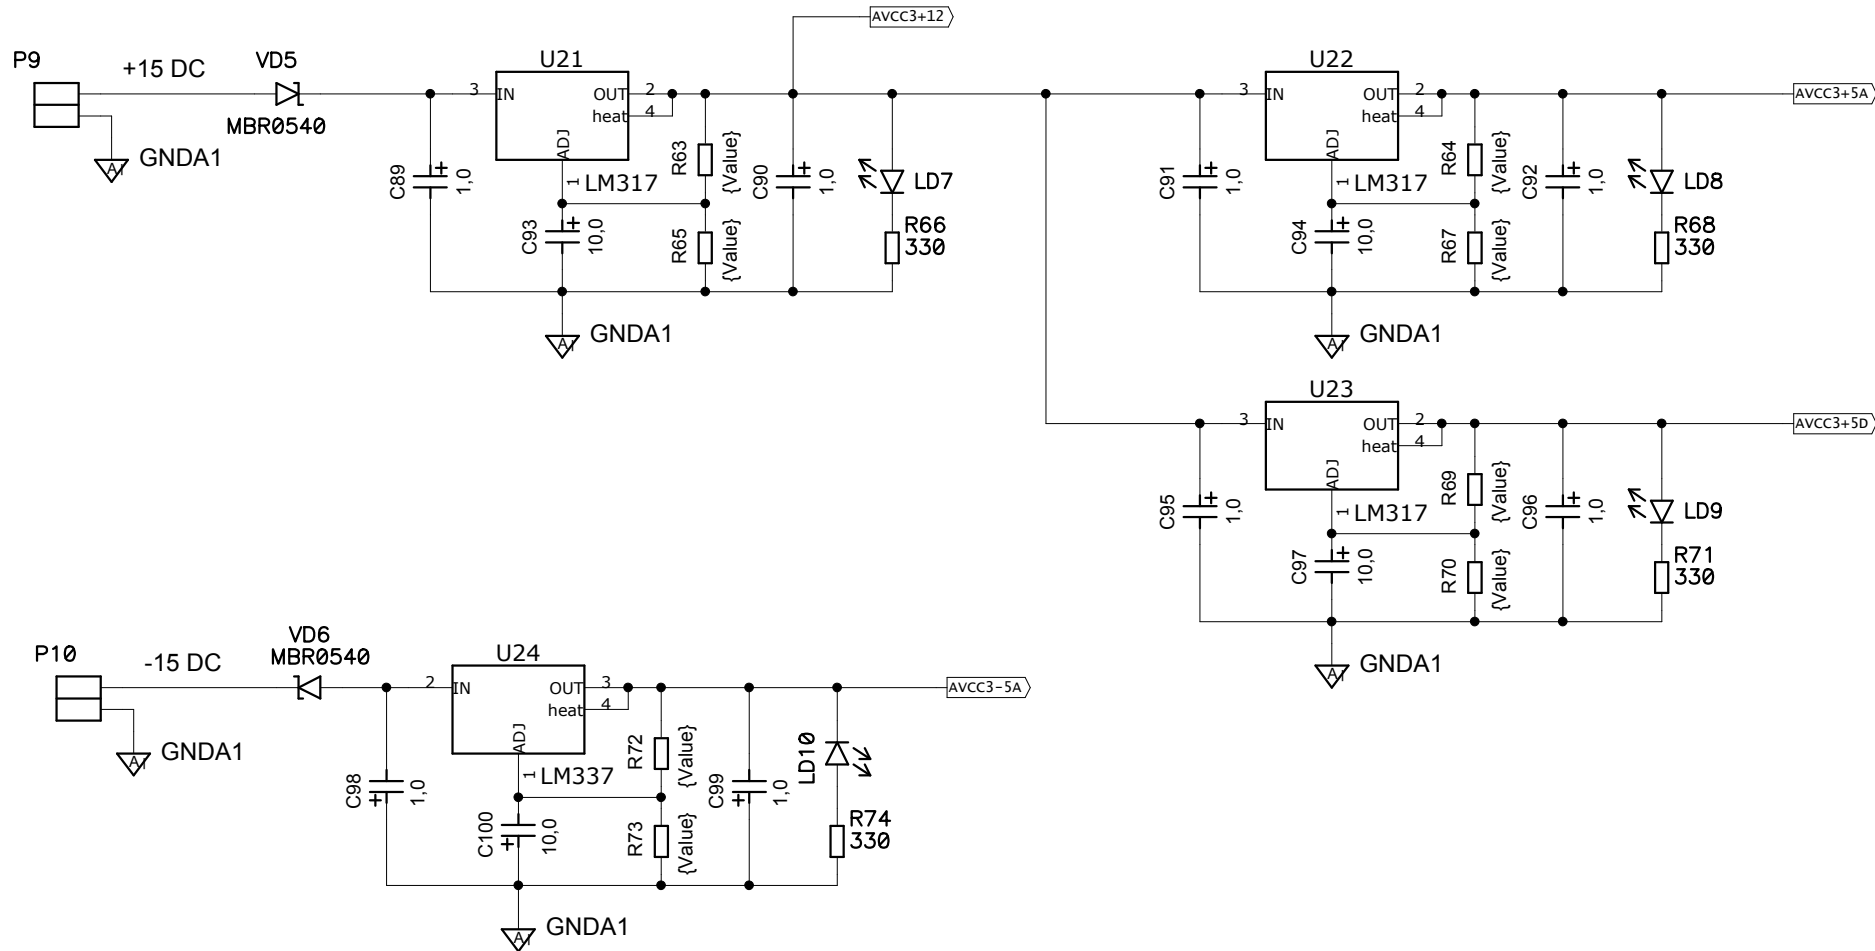 AVCC3+12
P9
+15 DC
VD5
MBR0540
GNDA1
U21
3
IN
OUT
2
heat
4
ADJ
1
LM317
C89
1,0
C93
10,0
R63
{Value}
R65
{Value}
C90
1,0
LD7
R66
330
GNDA1
U22
3
IN
OUT
2
heat
4
ADJ
1
LM317
AVCC3+5A
C91
1,0
C94
10,0
R64
{Value}
R67
{Value}
C92
1,0
LD8
R68
330
GNDA1
U23
3
IN
OUT
2
heat
4
ADJ
1
LM317
AVCC3+5D
C95
1,0
C97
10,0
R69
{Value}
R70
{Value}
C96
1,0
LD9
R71
330
GNDA1
P10
-15 DC
VD6
MBR0540
GNDA1
U24
2
IN
OUT
3
heat
4
ADJ
1
LM337
AVCC3-5A
C98
1,0
C100
10,0
R72
{Value}
R73
{Value}
C99
1,0
LD10
R74
330
GNDA1